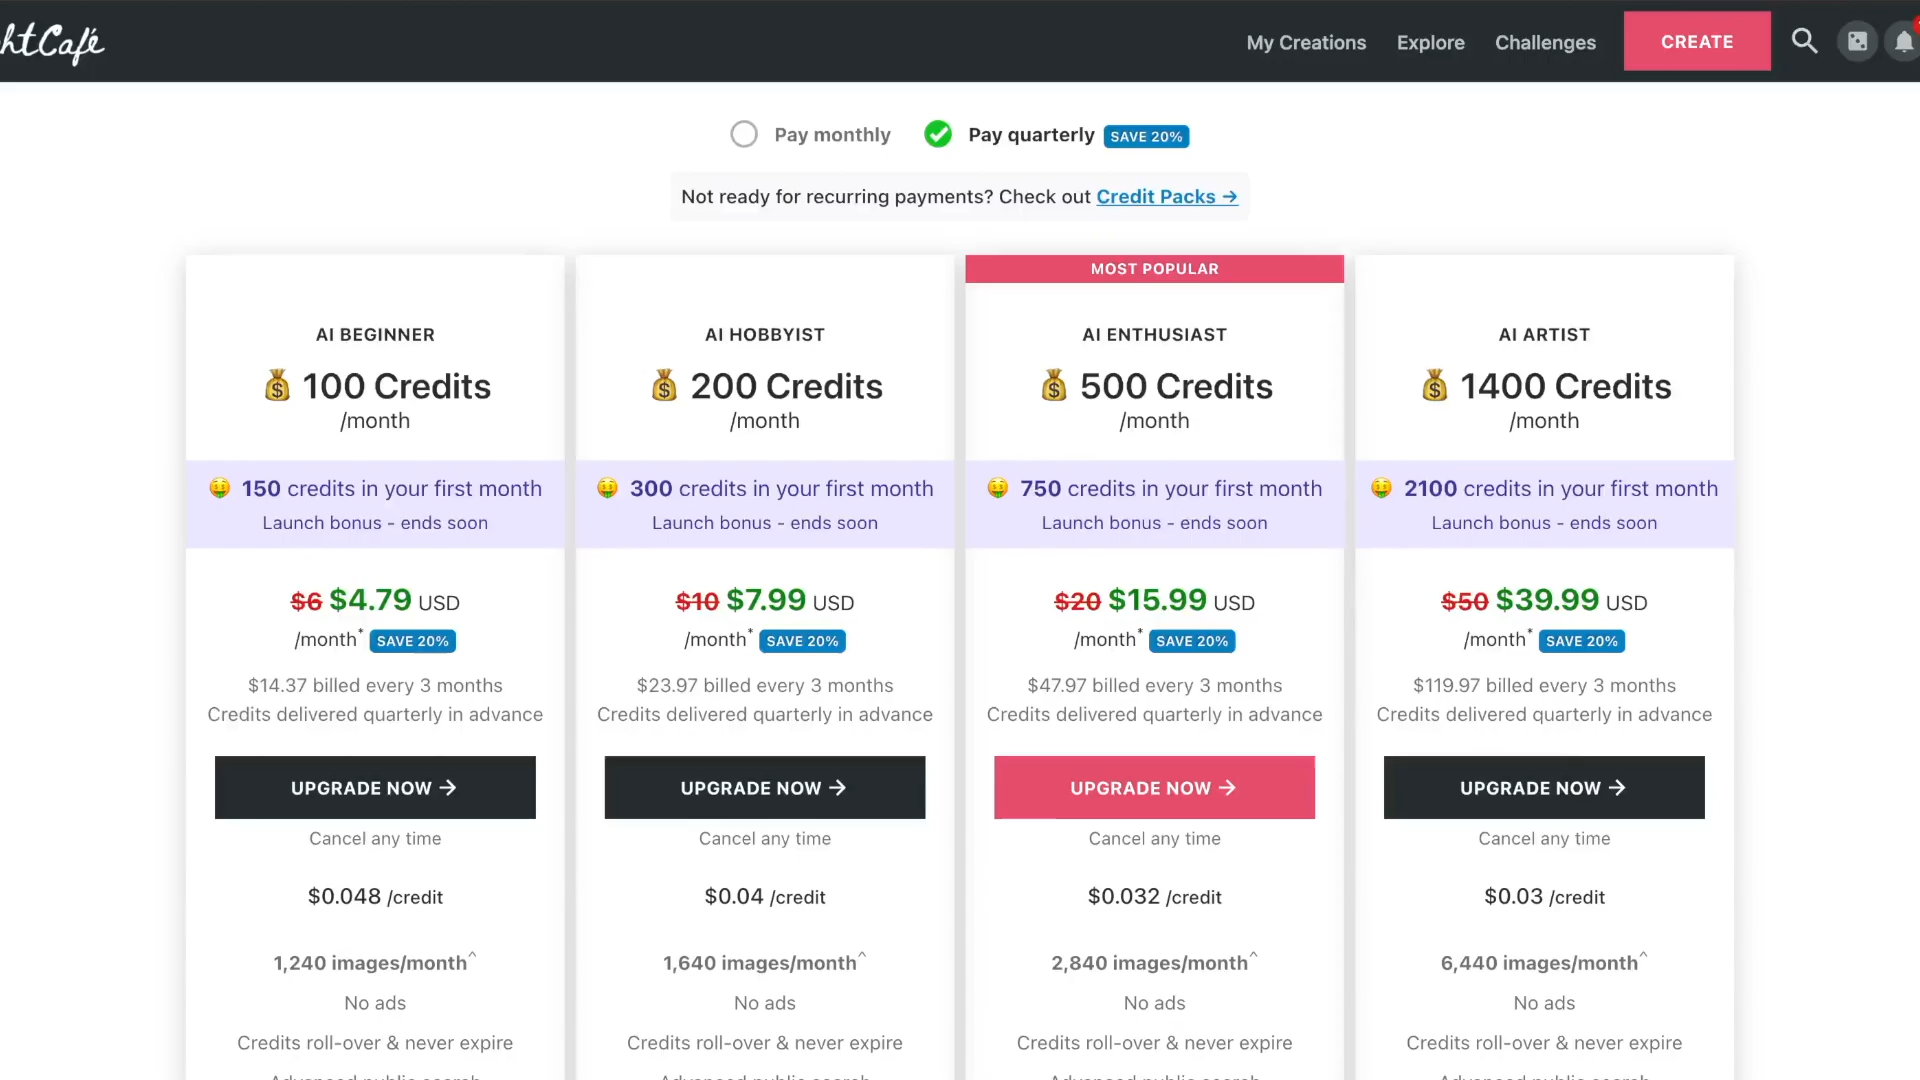 htCafé
My Creations Explore Challenges CREATE
Pay monthly Pay quarterly SAVE 20%
Not ready for recurring payments? Check out Credit Packs →
MOST POPULAR
AI BEGINNER
100 Credits
/month
150 credits in your first month
Launch bonus - ends soon
$6 $4.79 USD
/month* SAVE 20%
$14.37 billed every 3 months
Credits delivered quarterly in advance
UPGRADE NOW →
Cancel any time
$0.048 /credit
1,240 images/month^
No ads
Credits roll-over & never expire
AI HOBBYIST
200 Credits
/month
300 credits in your first month
Launch bonus - ends soon
$10 $7.99 USD
/month* SAVE 20%
$23.97 billed every 3 months
Credits delivered quarterly in advance
UPGRADE NOW →
Cancel any time
$0.04 /credit
1,640 images/month^
No ads
Credits roll-over & never expire
AI ENTHUSIAST
500 Credits
/month
750 credits in your first month
Launch bonus - ends soon
$20 $15.99 USD
/month* SAVE 20%
$47.97 billed every 3 months
Credits delivered quarterly in advance
UPGRADE NOW →
Cancel any time
$0.032 /credit
2,840 images/month^
No ads
Credits roll-over & never expire
AI ARTIST
1400 Credits
/month
2100 credits in your first month
Launch bonus - ends soon
$50 $39.99 USD
/month* SAVE 20%
$119.97 billed every 3 months
Credits delivered quarterly in advance
UPGRADE NOW →
Cancel any time
$0.03 /credit
6,440 images/month^
No ads
Credits roll-over & never expire